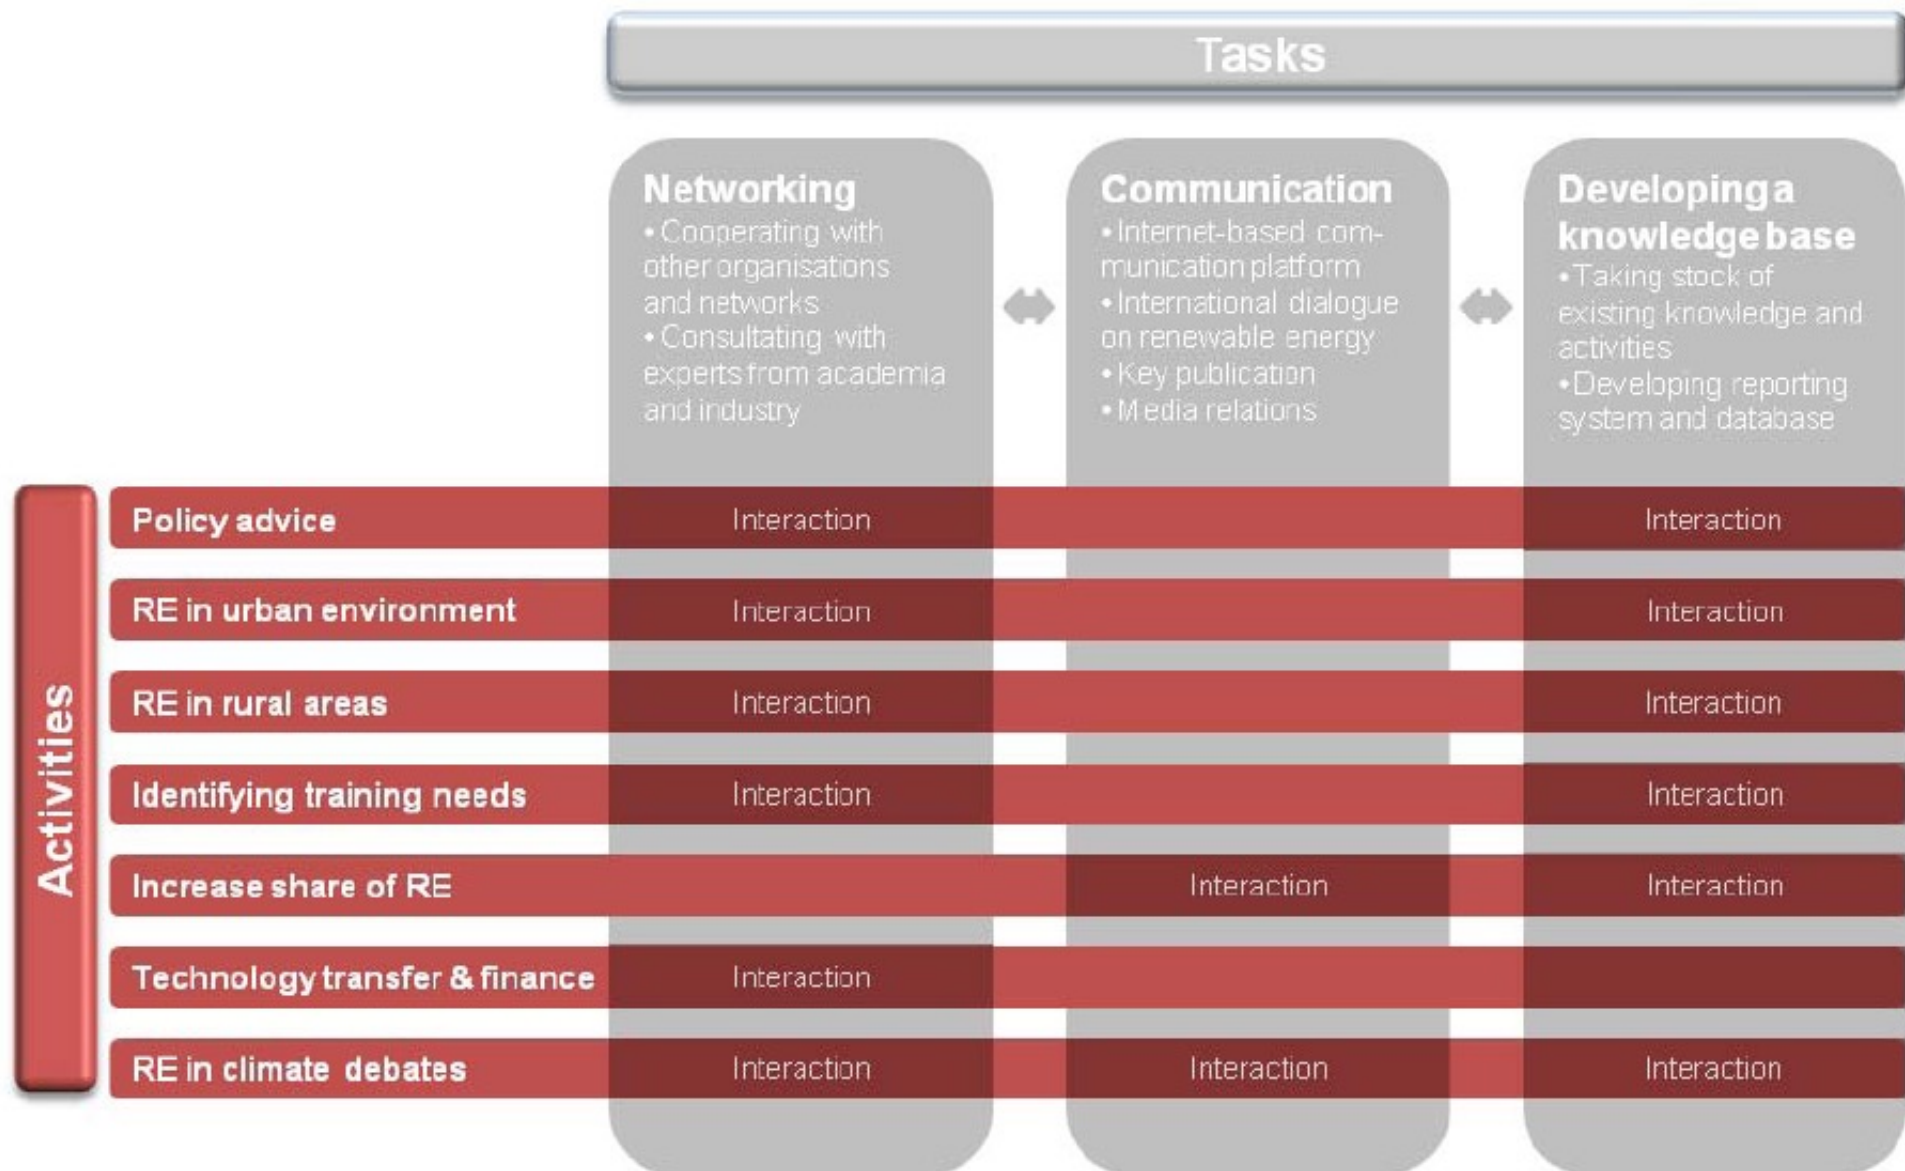 Tasks
Networking
• Cooperating with
other organisations
and networks
• Consultating with
experts from academia
and industry
Communication
• Internet-based com-
munication platform
• International dialogue
on renewable energy
• Key publication
• Media relations
Developing a
knowledge base
• Taking stock of
existing knowledge and
activities
• Developing reporting
system and database
Activities
Policy advice
Interaction
Interaction
RE in urban environment
Interaction
Interaction
RE in rural areas
Interaction
Interaction
Identifying training needs
Interaction
Interaction
Increase share of RE
Interaction
Interaction
Technology transfer & finance
Interaction
RE in climate debates
Interaction
Interaction
Interaction